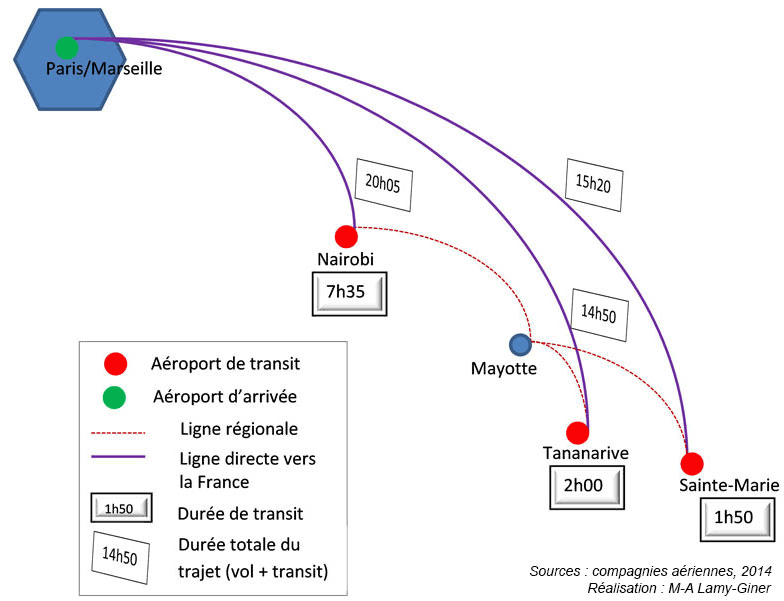 Paris/Marseille
20h05
15h20
Nairobi
7h35
14h50
Mayotte
Tananarive
2h00
Sainte-Marie
1h50
Aéroport de transit
Aéroport d'arrivée
Ligne régionale
Ligne directe vers
la France
1h50
Durée de transit
14h50
Durée totale du
trajet (vol + transit)
Sources : compagnies aériennes, 2014
Réalisation : M-A Lamy-Giner